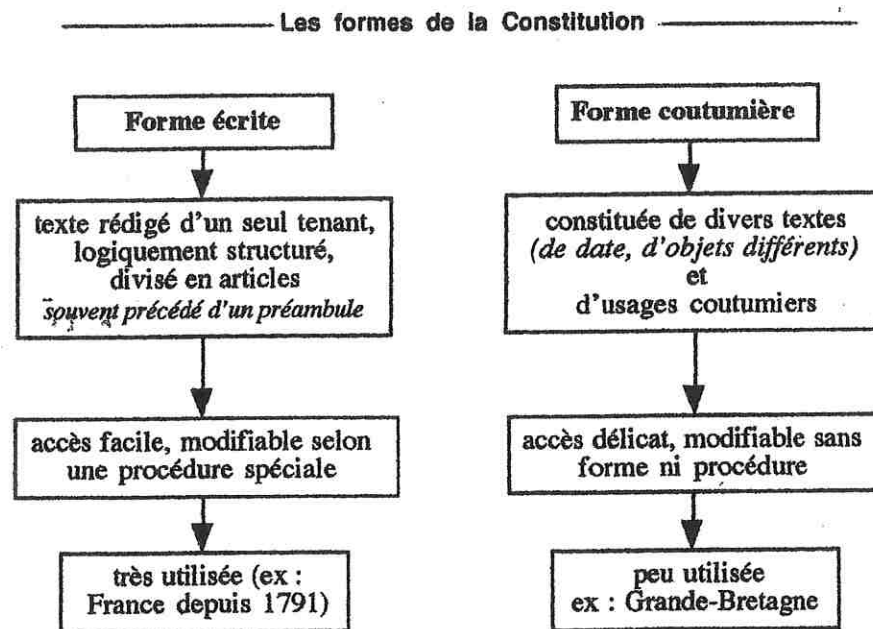 Les formes de la Constitution
Forme écrite
texte rédigé d'un seul tenant,
logiquement structuré,
divisé en articles
souvent précédé d'un préambule
accès facile, modifiable selon
une procédure spéciale
très utilisée (ex :
France depuis 1791)
Forme coutumière
constituée de divers textes
(de date, d'objets différents)
et
d'usages coutumiers
accès délicat, modifiable sans
forme ni procédure
peu utilisée
ex : Grande-Bretagne